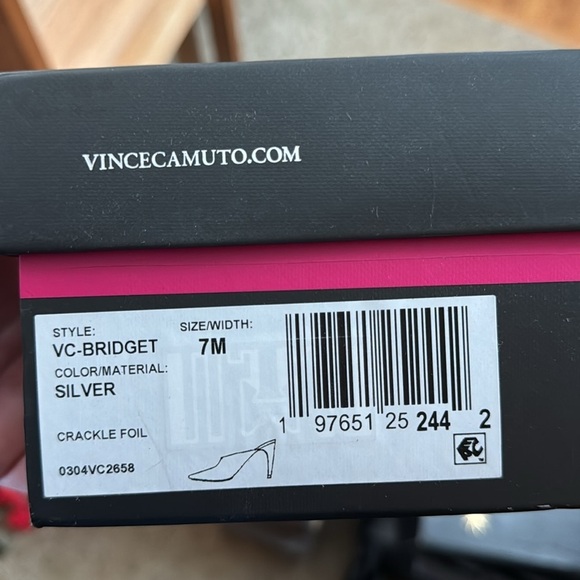 VINCECAMUTO.COM
STYLE: SIZE/WIDTH:
VC-BRIDGET 7M
COLOR/MATERIAL:
SILVER
CRACKLE FOIL
0304VC2658
1 97651 25 244 2